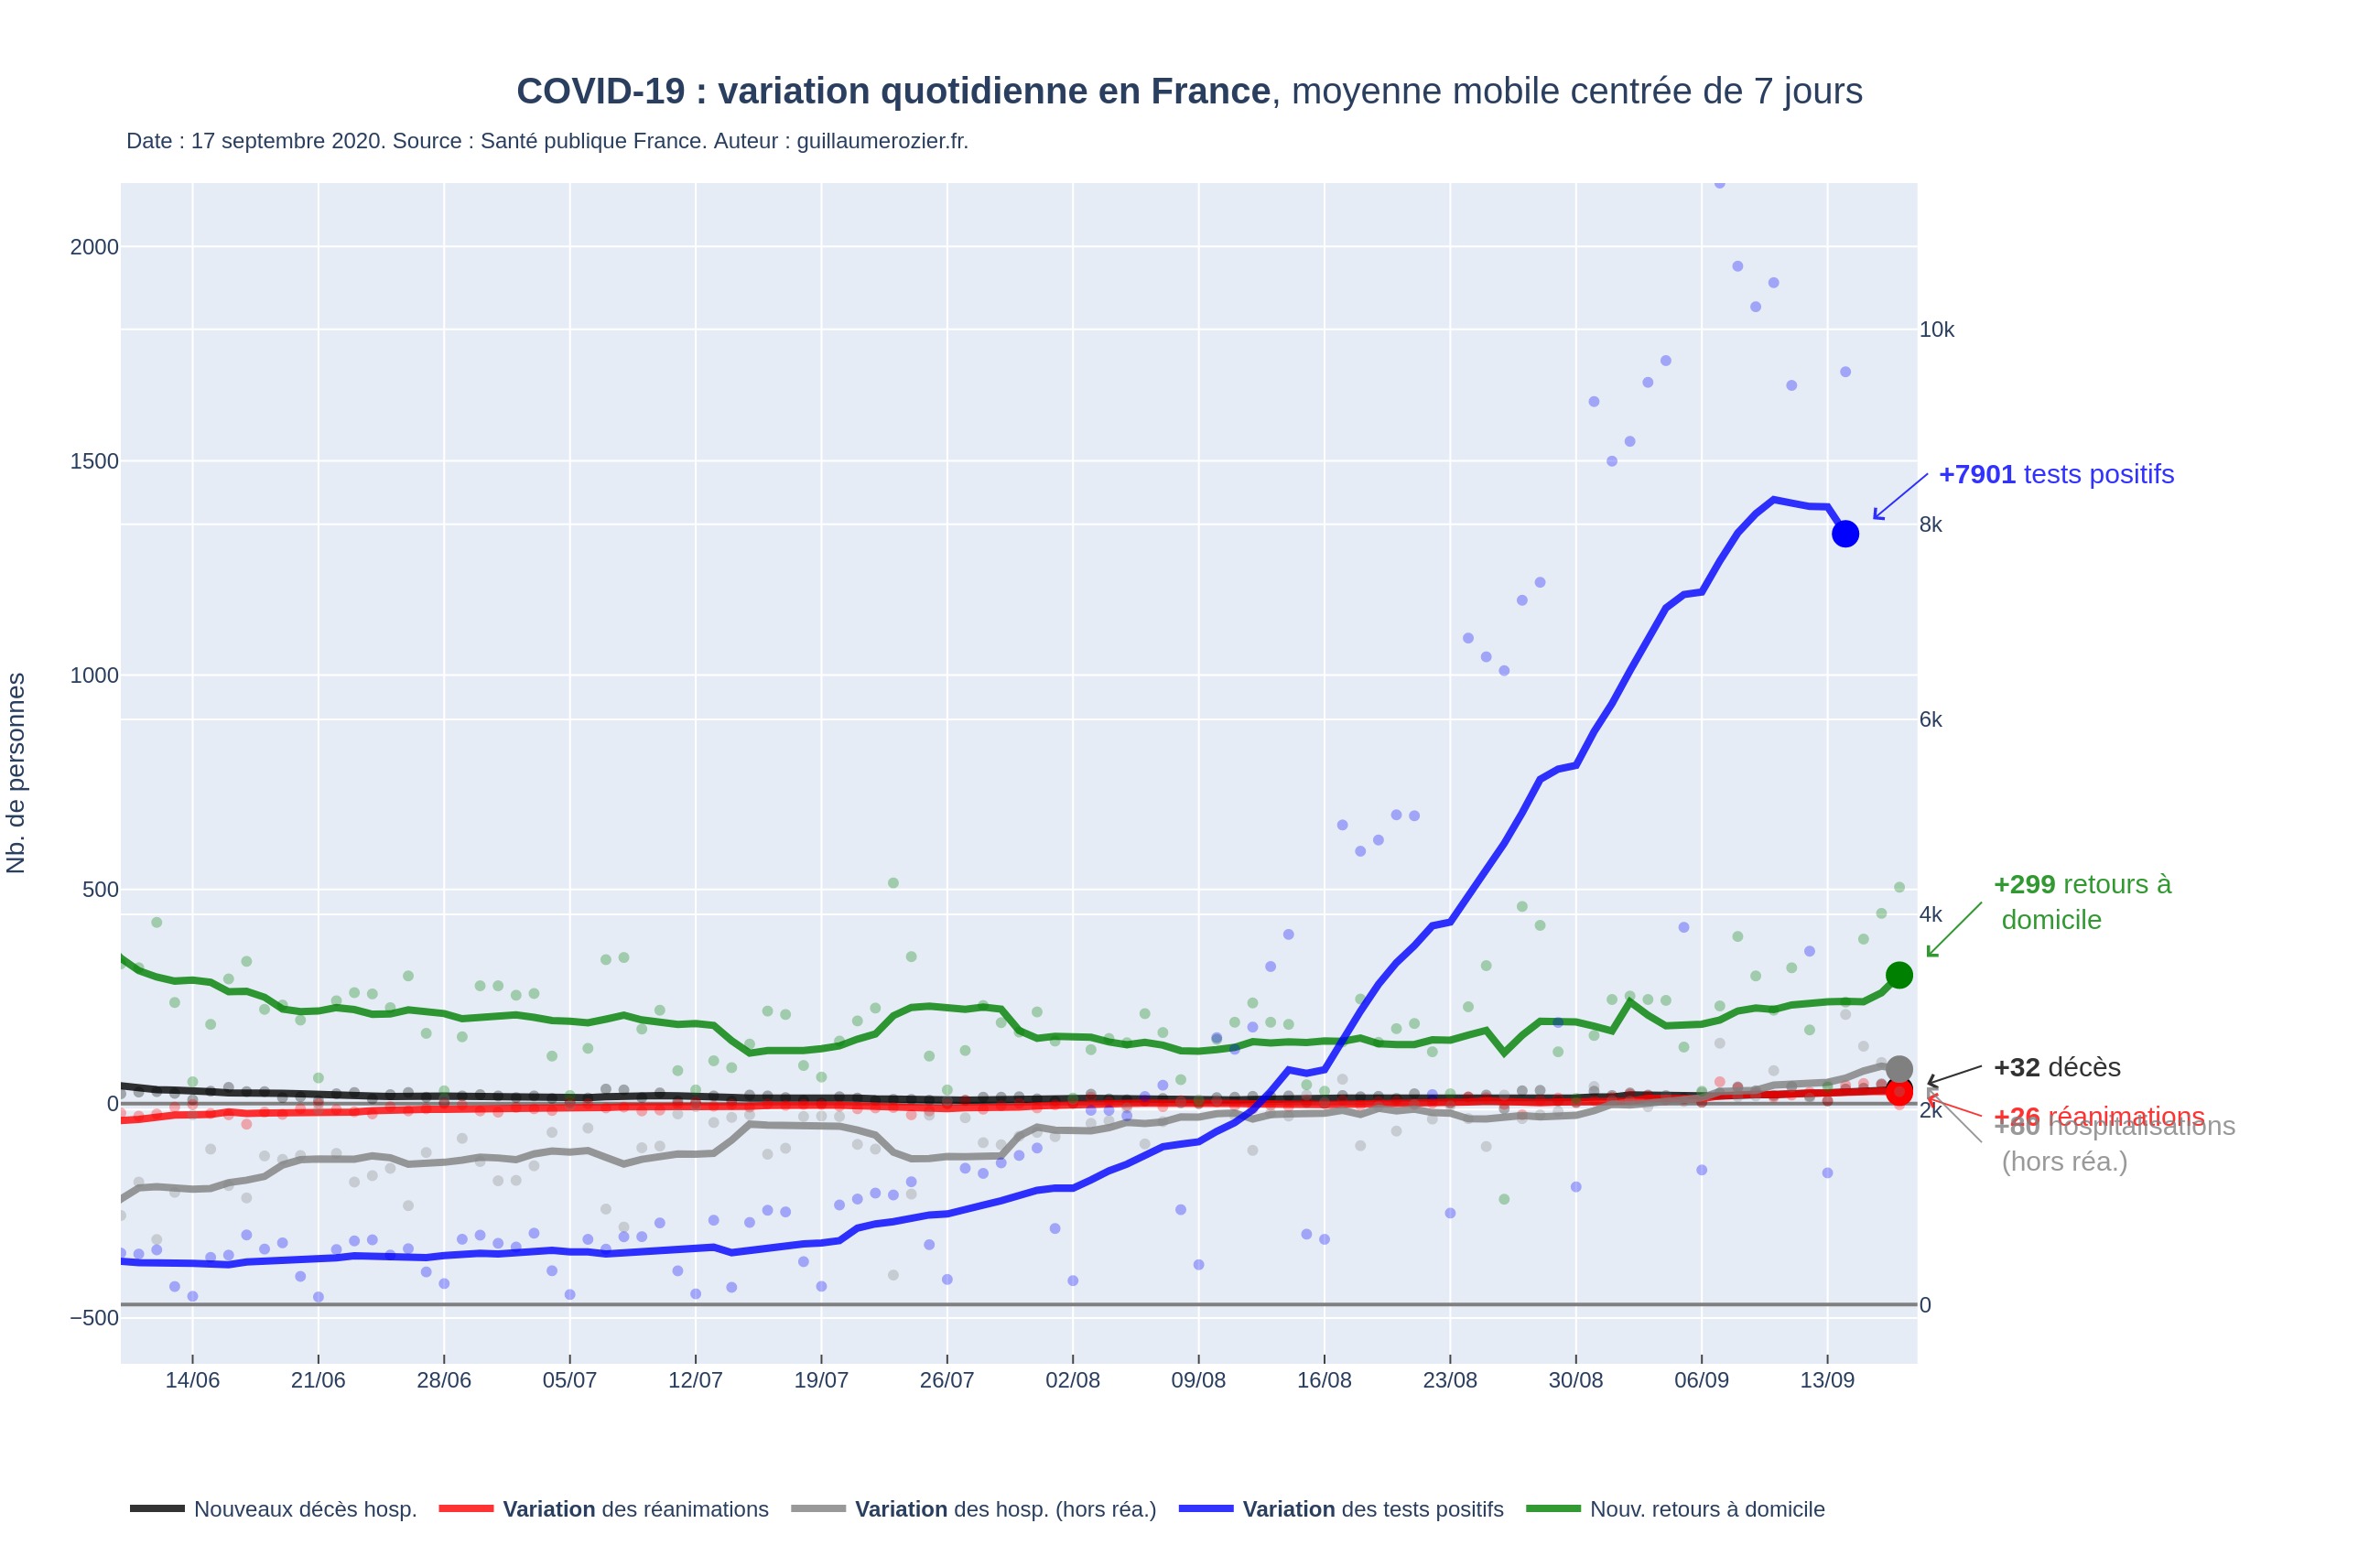 COVID-19 : variation quotidienne en France, moyenne mobile centrée de 7 jours
Date : 17 septembre 2020. Source : Santé publique France. Auteur : guillaumerozier.fr.
Nb. de personnes
2000
1500
1000
500
0
−500
10k
8k
6k
4k
2k
0
+7901 tests positifs
+299 retours à
domicile
+32 décès
+26 réanimations
+80 hospitalisations
(hors réa.)
14/06 21/06 28/06 05/07 12/07 19/07 26/07 02/08 09/08 16/08 23/08 30/08 06/09 13/09
Nouveaux décès hosp. Variation des réanimations Variation des hosp. (hors réa.) Variation des tests positifs Nouv. retours à domicile